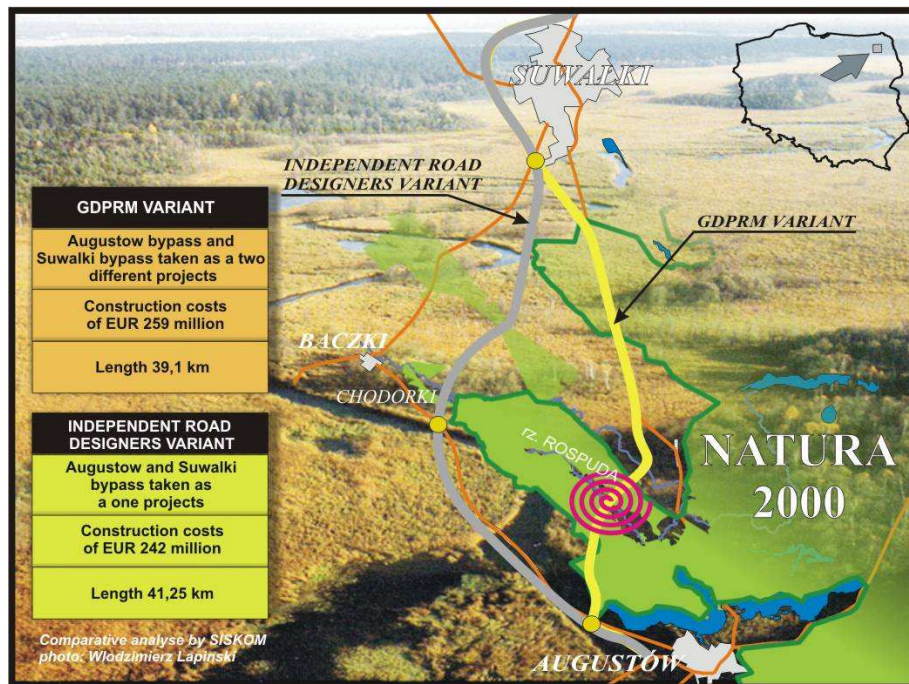 SUWAŁKI
INDEPENDENT ROAD
DESIGNERS VARIANT
GDPRM VARIANT
GDPRM VARIANT
Augustow bypass and
Suwalki bypass taken as a two
different projects
Construction costs
of EUR 259 million
Length 39,1 km
BACZKI
CHODORKI
rz. ROSPUDA
NATURA
2000
INDEPENDENT ROAD
DESIGNERS VARIANT
Augustow and Suwalki
bypass taken as
a one projects
Construction costs
of EUR 242 million
Length 41,25 km
Comparative analyse by SISKOM
photo: Włodzimierz Łapiński
AUGUSTÓW